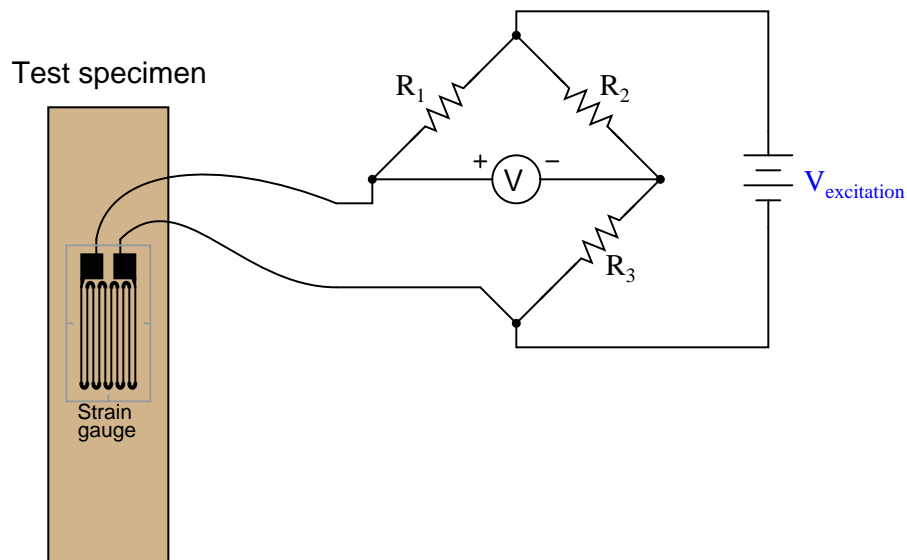 Test specimen
R1
R2
+
V
−
Vexcitation
R3
Strain
gauge